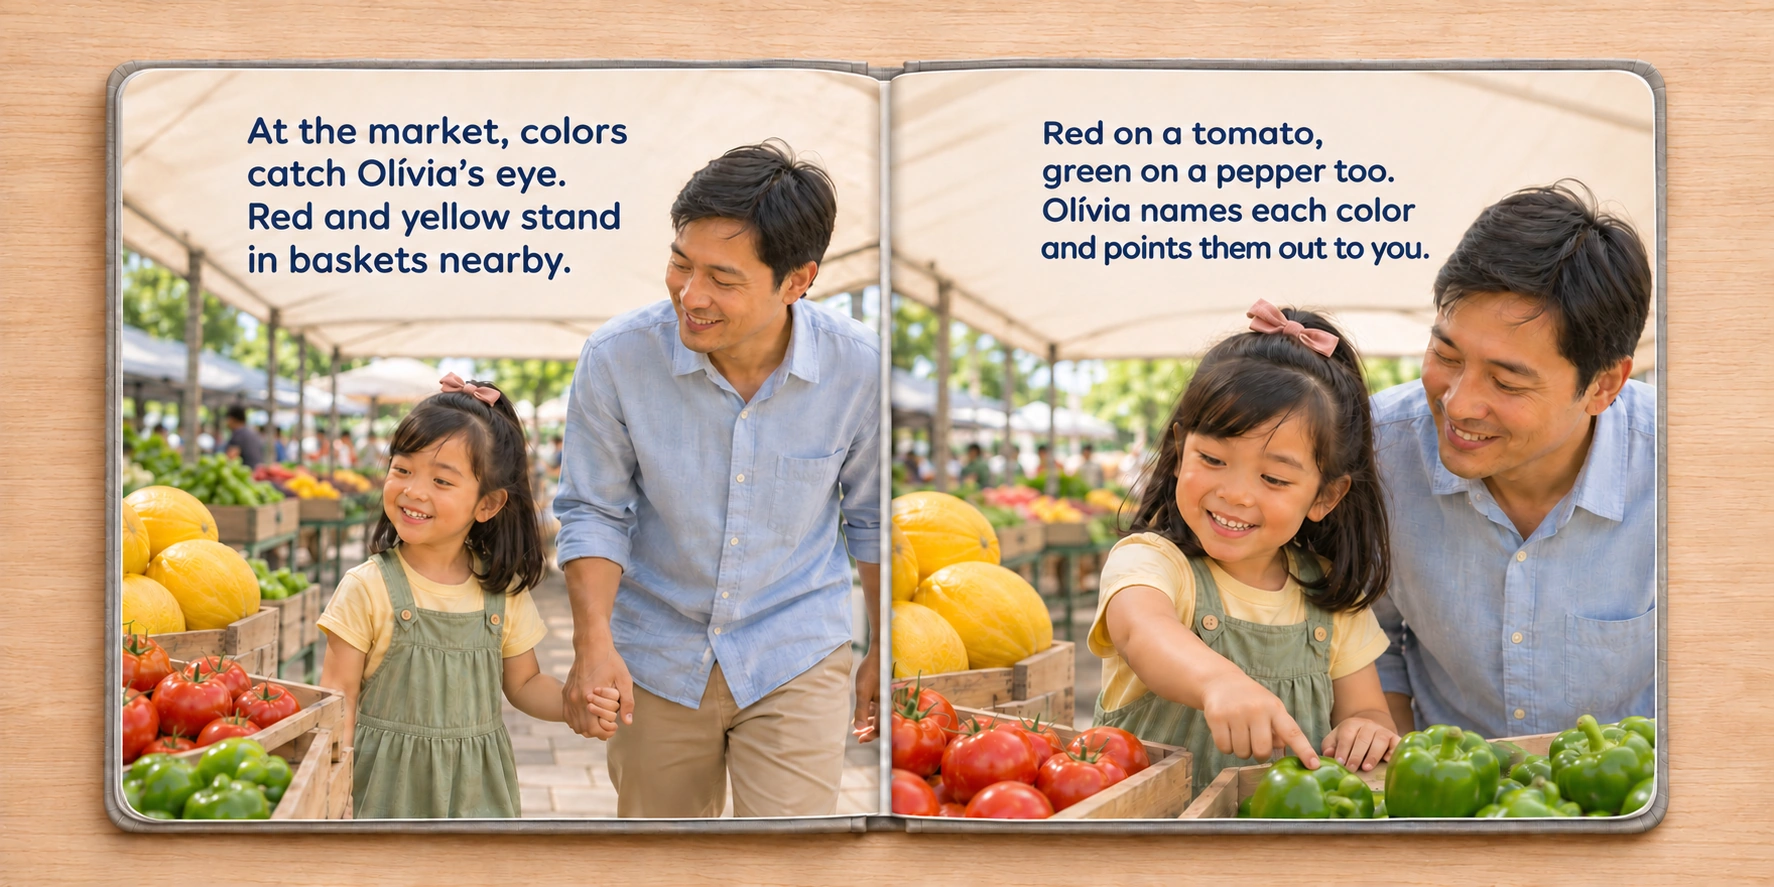 At the market, colors
catch Olívia’s eye.
Red and yellow stand
in baskets nearby.
Red on a tomato,
green on a pepper too.
Olívia names each color
and points them out to you.